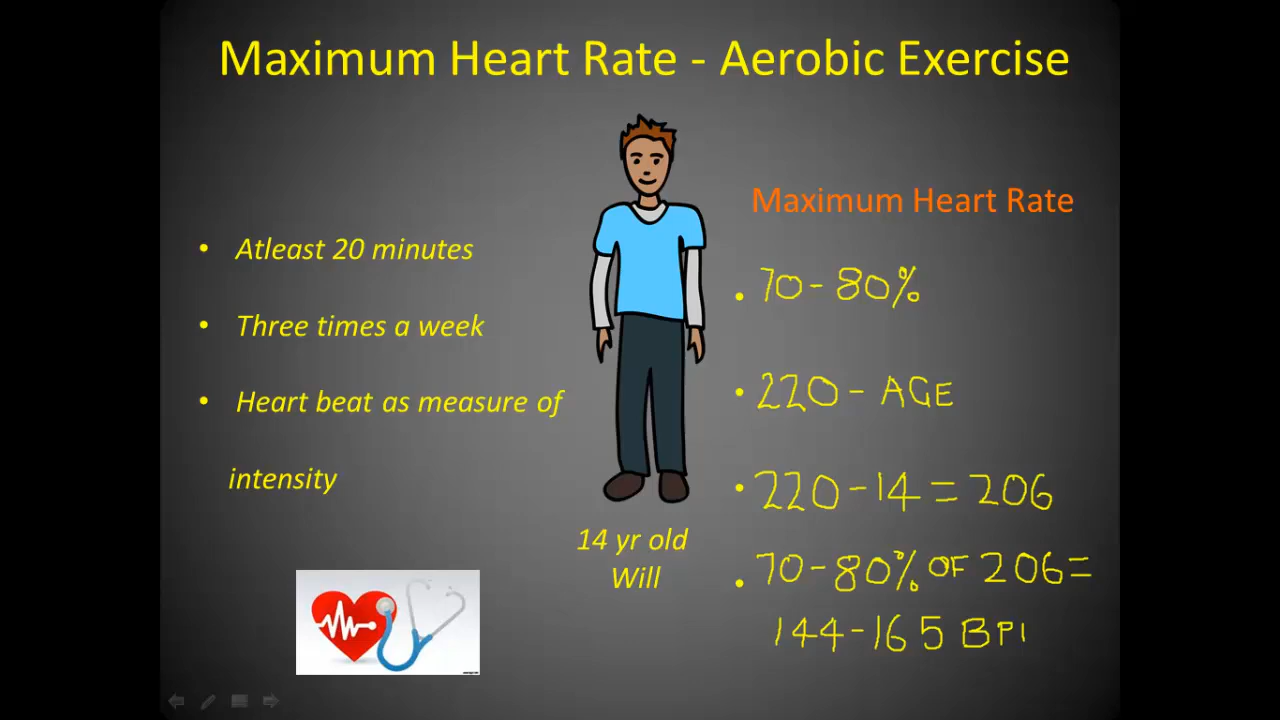 Maximum Heart Rate - Aerobic Exercise
• Atleast 20 minutes
• Three times a week
• Heart beat as measure of
intensity
14 yr old
Will
Maximum Heart Rate
• 70-80%
• 220 - AGE
• 220-14 = 206
• 70-80% OF 206=
144-165 BPI